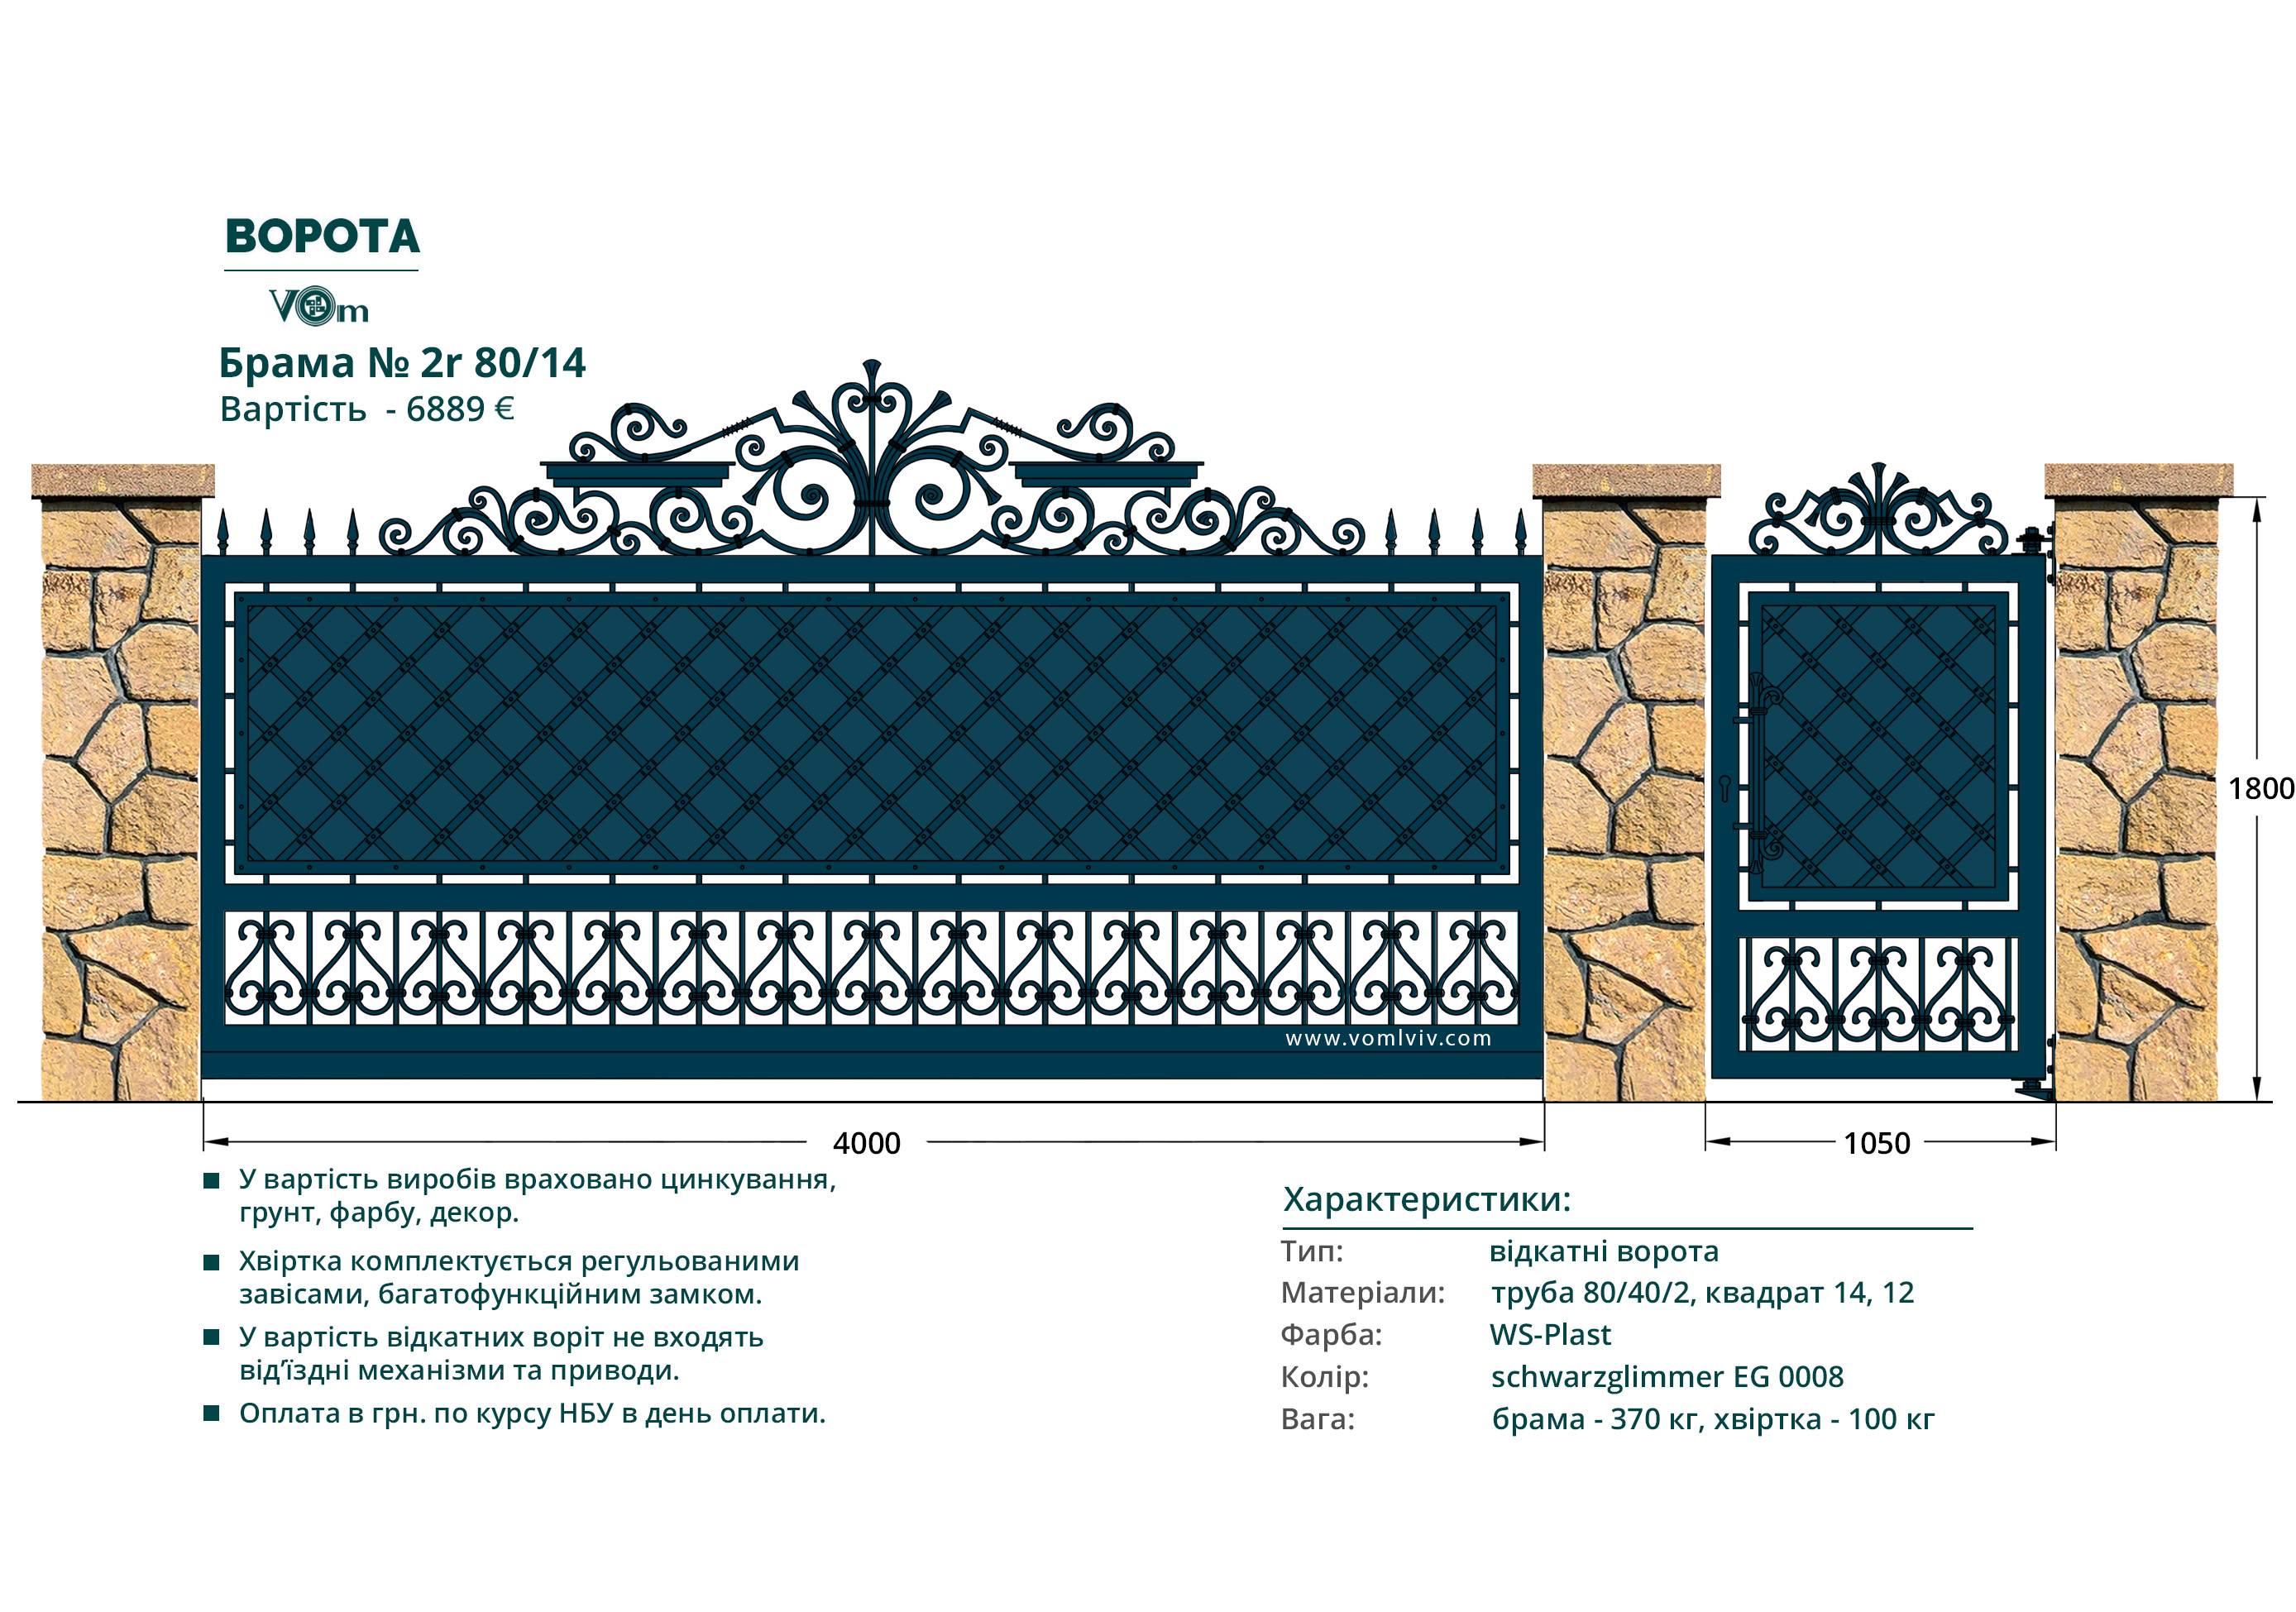 ВОРОТА
VOm
Брама № 2r 80/14
Вартість - 6889 €
www.vomlviv.com
1800
4000
1050
У вартість виробів враховано цинкування,
грунт, фарбу, декор.
Хвіртка комплектується регульованими
завісами, багатофункційним замком.
У вартість відкатних воріт не входять
від’їздні механізми та приводи.
Оплата в грн. по курсу НБУ в день оплати.
Характеристики:
Тип: відкатні ворота
Матеріали: труба 80/40/2, квадрат 14, 12
Фарба: WS-Plast
Колір: schwarzglimmer EG 0008
Вага: брама - 370 кг, хвіртка - 100 кг